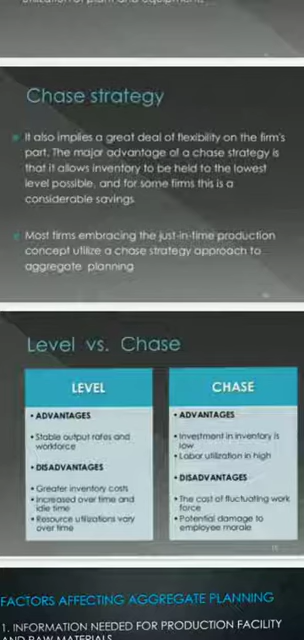 Chase strategy
It also implies a great deal of flexibility on the firm's
part. The major advantage of a chase strategy is
that it allows inventory to be held to the lowest
level possible, and for some firms this is a
considerable savings
Most firms embracing the just-in-time production
concept utilize a chase strategy approach to
aggregate planning
Level vs. Chase
LEVEL
• ADVANTAGES
• Stable output rates and
workforce
• DISADVANTAGES
• Greater inventory costs
• Increased over time and
idle time
• Resource utilizations vary
over time
CHASE
• ADVANTAGES
• Investment in inventory is
low
• Labor utilization in high
• DISADVANTAGES
• The cost of fluctuating work
force
• Potential damage to
employee morale
FACTORS AFFECTING AGGREGATE PLANNING
1. INFORMATION NEEDED FOR PRODUCTION FACILITY
AND RAW MATERIALS